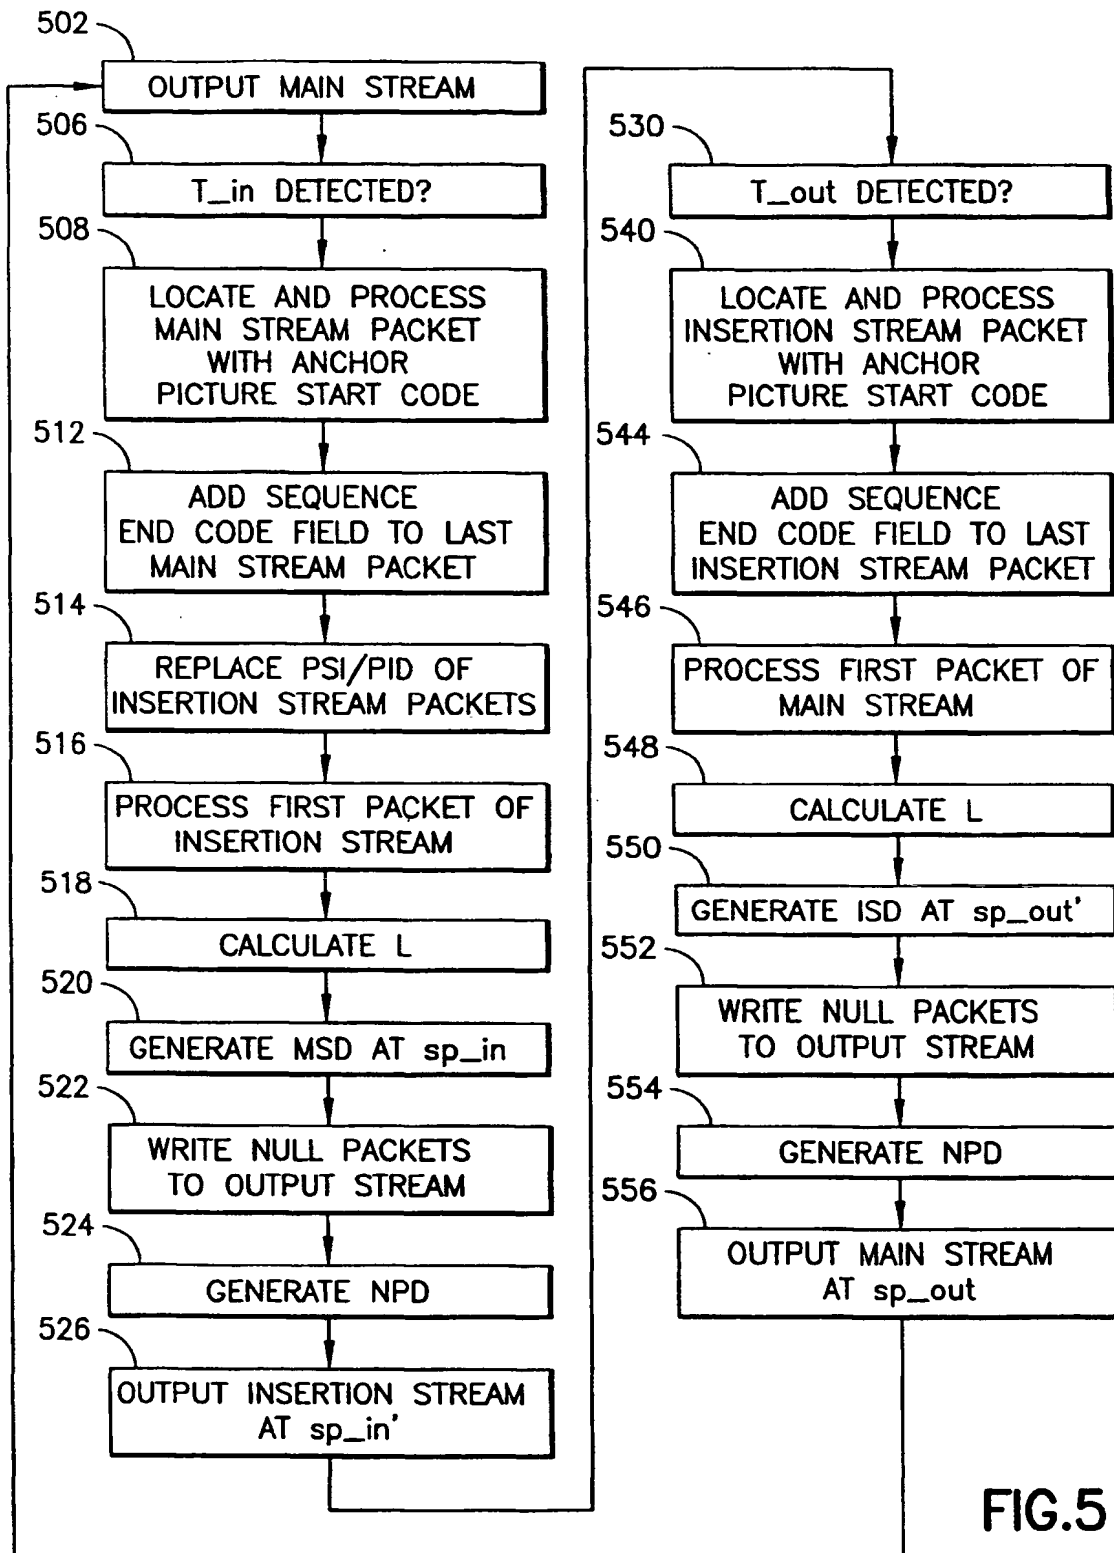 502
OUTPUT MAIN STREAM
506
T_in DETECTED?
508
LOCATE AND PROCESS
MAIN STREAM PACKET
WITH ANCHOR
PICTURE START CODE
512
ADD SEQUENCE
END CODE FIELD TO LAST
MAIN STREAM PACKET
514
REPLACE PSI/PID OF
INSERTION STREAM PACKETS
516
PROCESS FIRST PACKET OF
INSERTION STREAM
518
CALCULATE L
520
GENERATE MSD AT sp_in
522
WRITE NULL PACKETS
TO OUTPUT STREAM
524
GENERATE NPD
526
OUTPUT INSERTION STREAM
AT sp_in'
530
T_out DETECTED?
540
LOCATE AND PROCESS
INSERTION STREAM PACKET
WITH ANCHOR
PICTURE START CODE
544
ADD SEQUENCE
END CODE FIELD TO LAST
INSERTION STREAM PACKET
546
PROCESS FIRST PACKET OF
MAIN STREAM
548
CALCULATE L
550
GENERATE ISD AT sp_out'
552
WRITE NULL PACKETS
TO OUTPUT STREAM
554
GENERATE NPD
556
OUTPUT MAIN STREAM
AT sp_out
FIG.5